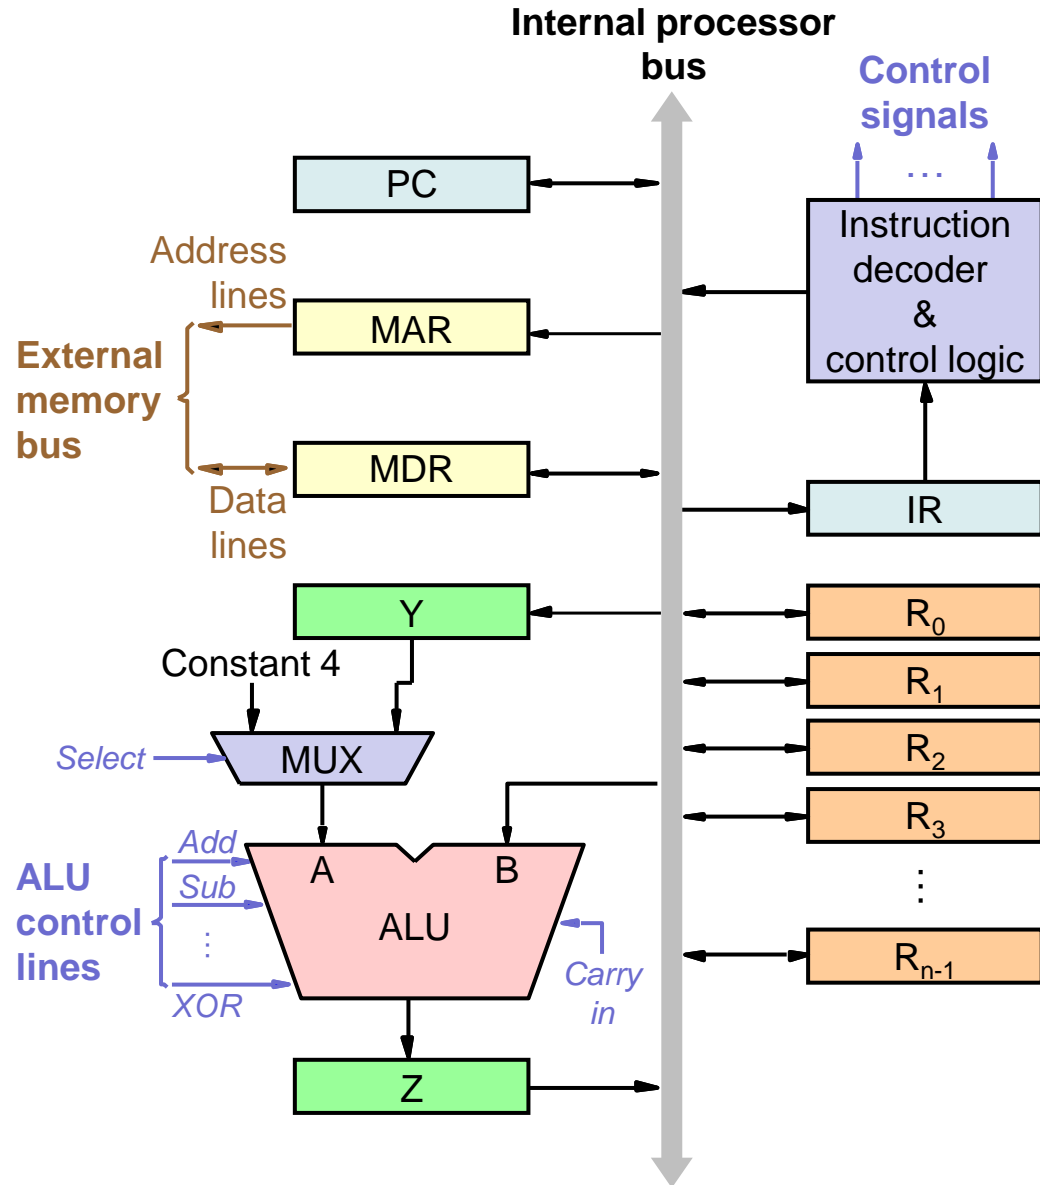 Internal processor
bus
Control
signals
...
PC
Instruction
decoder
&
control logic
Address
lines
MAR
External
memory
bus
MDR
Data
lines
IR
Y
R0
Constant 4
R1
Select
MUX
R2
R3
Add
A
B
ALU
control
lines
Sub
⋮
ALU
⋮
XOR
Carry
in
Rn-1
Z